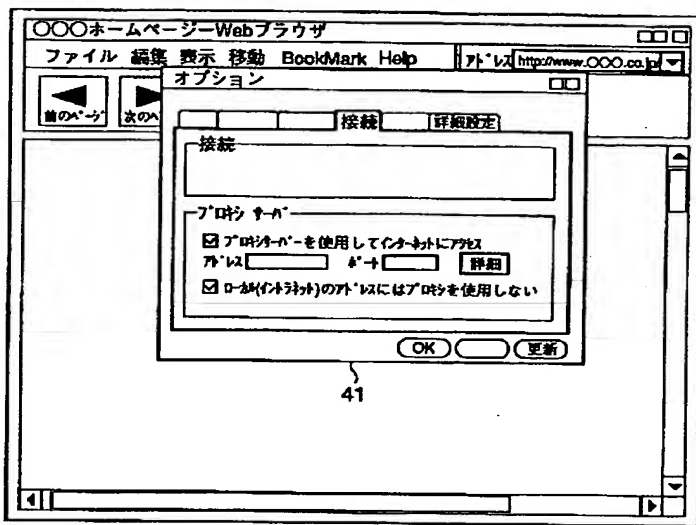 ○○○ホームページーWebブラウザ
ファイル 編集 表示 移動 BookMark Help ｱﾄﾞﾚｽ http://www.○○○.co.jp/
前のﾍﾟｰｼﾞ 次のﾍ
オプション
接続 詳細設定
接続
ﾌﾟﾛｷｼ ｻｰﾊﾞ
ﾌﾟﾛｷｼｻｰﾊﾞｰを使用してｲﾝﾀｰﾈｯﾄにｱｸｾｽ
ｱﾄﾞﾚｽ ﾎﾟｰﾄ 詳細
ﾛｰｶﾙ(ｲﾝﾄﾗﾈｯﾄ)のｱﾄﾞﾚｽにはﾌﾟﾛｷｼを使用しない
OK 更新
41